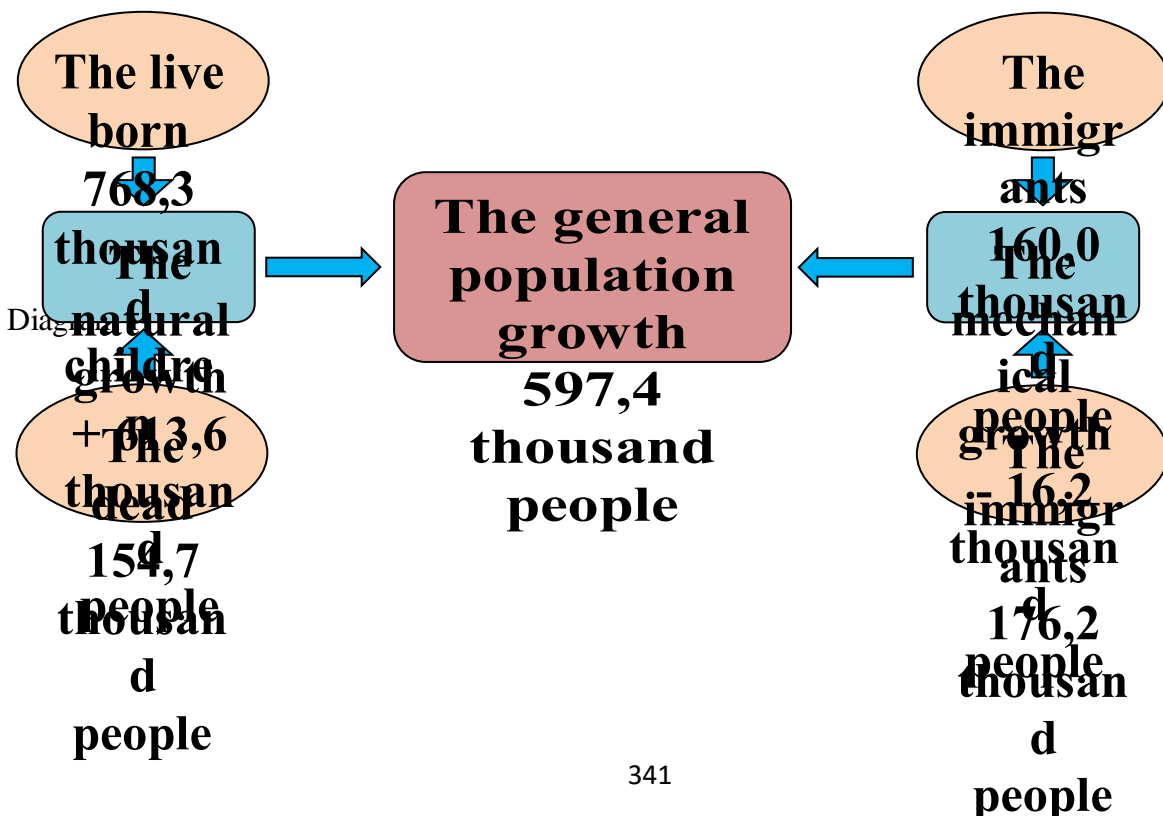 The live
born
768,3
thousan
d
childre
n
The
natural
growth
+ 613,6
thousan
d
people
The
dead
154,7
thousan
d
people
Diagram
The general
population
growth
597,4
thousand
people
The
immigr
ants
160,0
thousan
d
people
The
mechan
ical
growth
- 16,2
thousan
d
people
The
immigr
ants
176,2
thousan
d
people
341